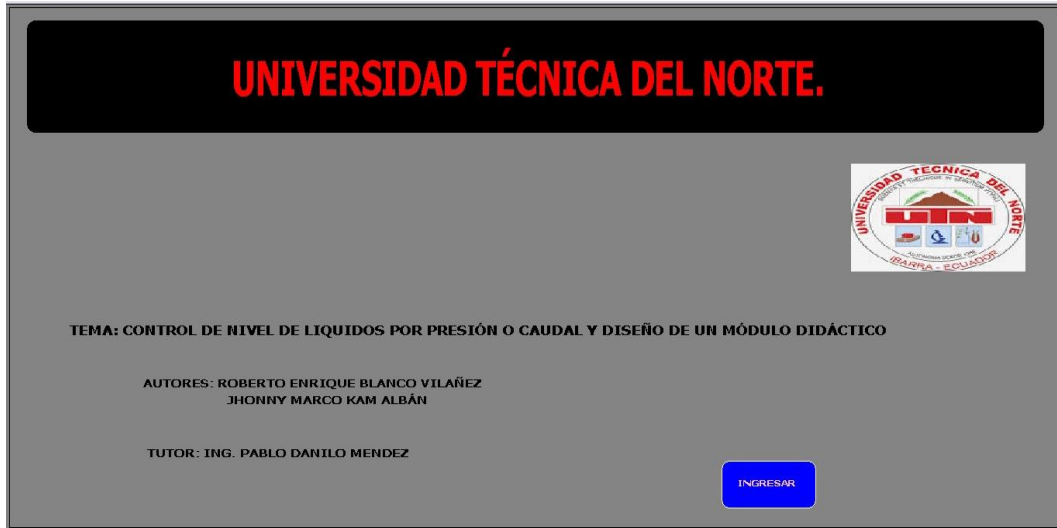 UNIVERSIDAD TÉCNICA DEL NORTE.
UNIVERSIDAD TECNICA DEL NORTE
UTN
IBARRA - ECUADOR
TEMA: CONTROL DE NIVEL DE LIQUIDOS POR PRESIÓN O CAUDAL Y DISEÑO DE UN MÓDULO DIDÁCTICO
AUTORES: ROBERTO ENRIQUE BLANCO VILAÑEZ
JHONNY MARCO KAM ALBÁN
TUTOR: ING. PABLO DANILO MENDEZ
INGRESAR